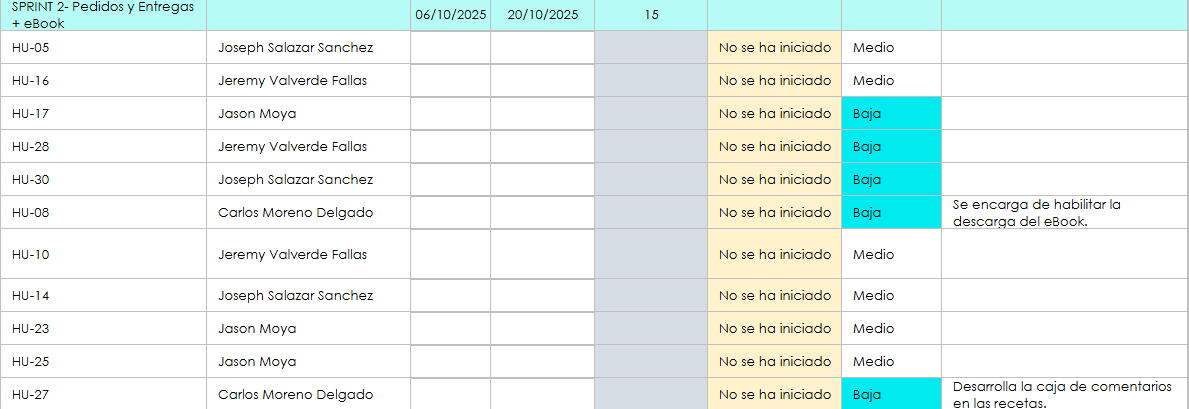 SPRINT 2- Pedidos y Entregas
+ eBook
06/10/2025 20/10/2025 15
HU-05 Joseph Salazar Sanchez No se ha iniciado Medio
HU-16 Jeremy Valverde Fallas No se ha iniciado Medio
HU-17 Jason Moya No se ha iniciado Baja
HU-28 Jeremy Valverde Fallas No se ha iniciado Baja
HU-30 Joseph Salazar Sanchez No se ha iniciado Baja
HU-08 Carlos Moreno Delgado No se ha iniciado Baja
Se encarga de habilitar la
descarga del eBook.
HU-10 Jeremy Valverde Fallas No se ha iniciado Medio
HU-14 Joseph Salazar Sanchez No se ha iniciado Medio
HU-23 Jason Moya No se ha iniciado Medio
HU-25 Jason Moya No se ha iniciado Medio
HU-27 Carlos Moreno Delgado No se ha iniciado Baja
Desarrolla la caja de comentarios
en las recetas.